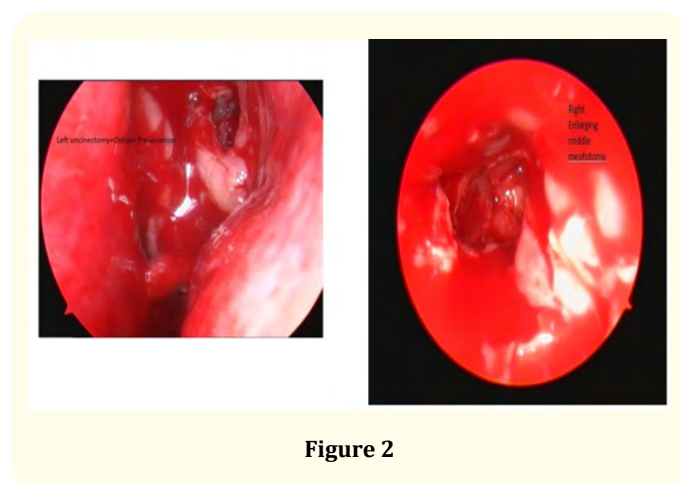 Left uncinectomy+Ostium Preservation
Right
Enlarging
middle
meatotomy
Figure 2